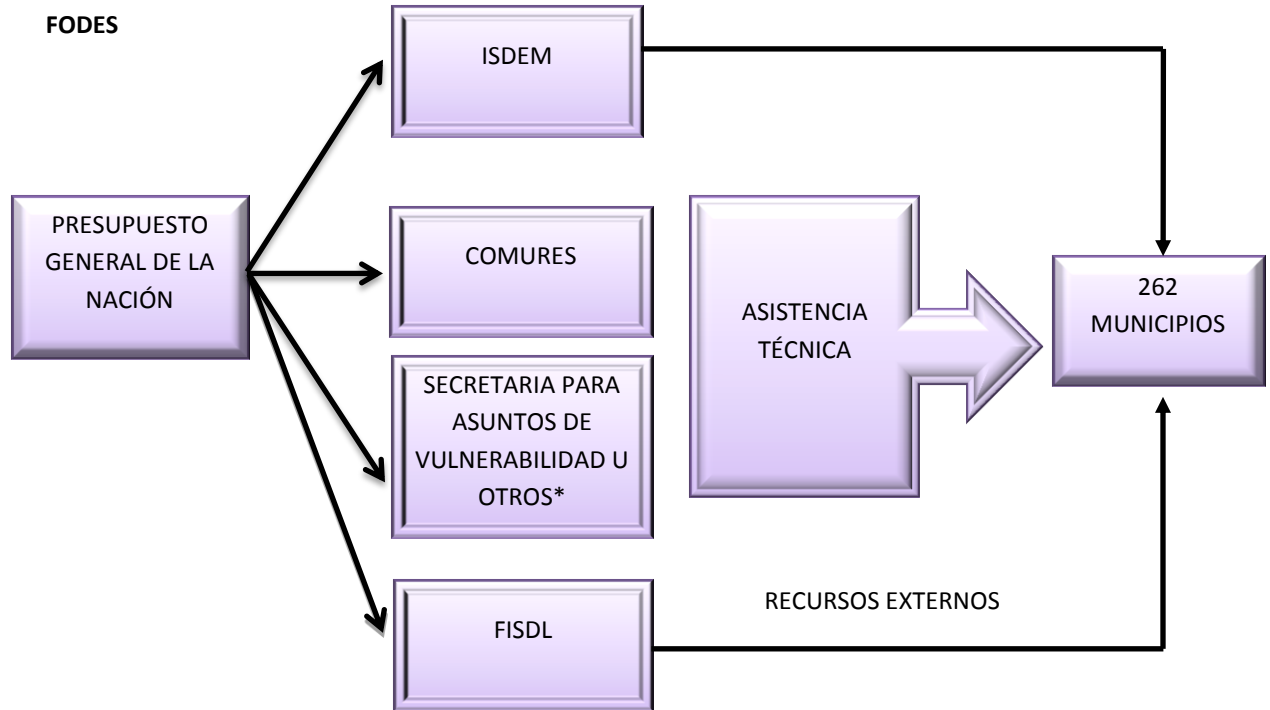 FODES
ISDEM
PRESUPUESTO
GENERAL DE LA
NACIÓN
COMURES
SECRETARIA PARA
ASUNTOS DE
VULNERABILIDAD U
OTROS*
FISDL
ASISTENCIA
TÉCNICA
262
MUNICIPIOS
RECURSOS EXTERNOS